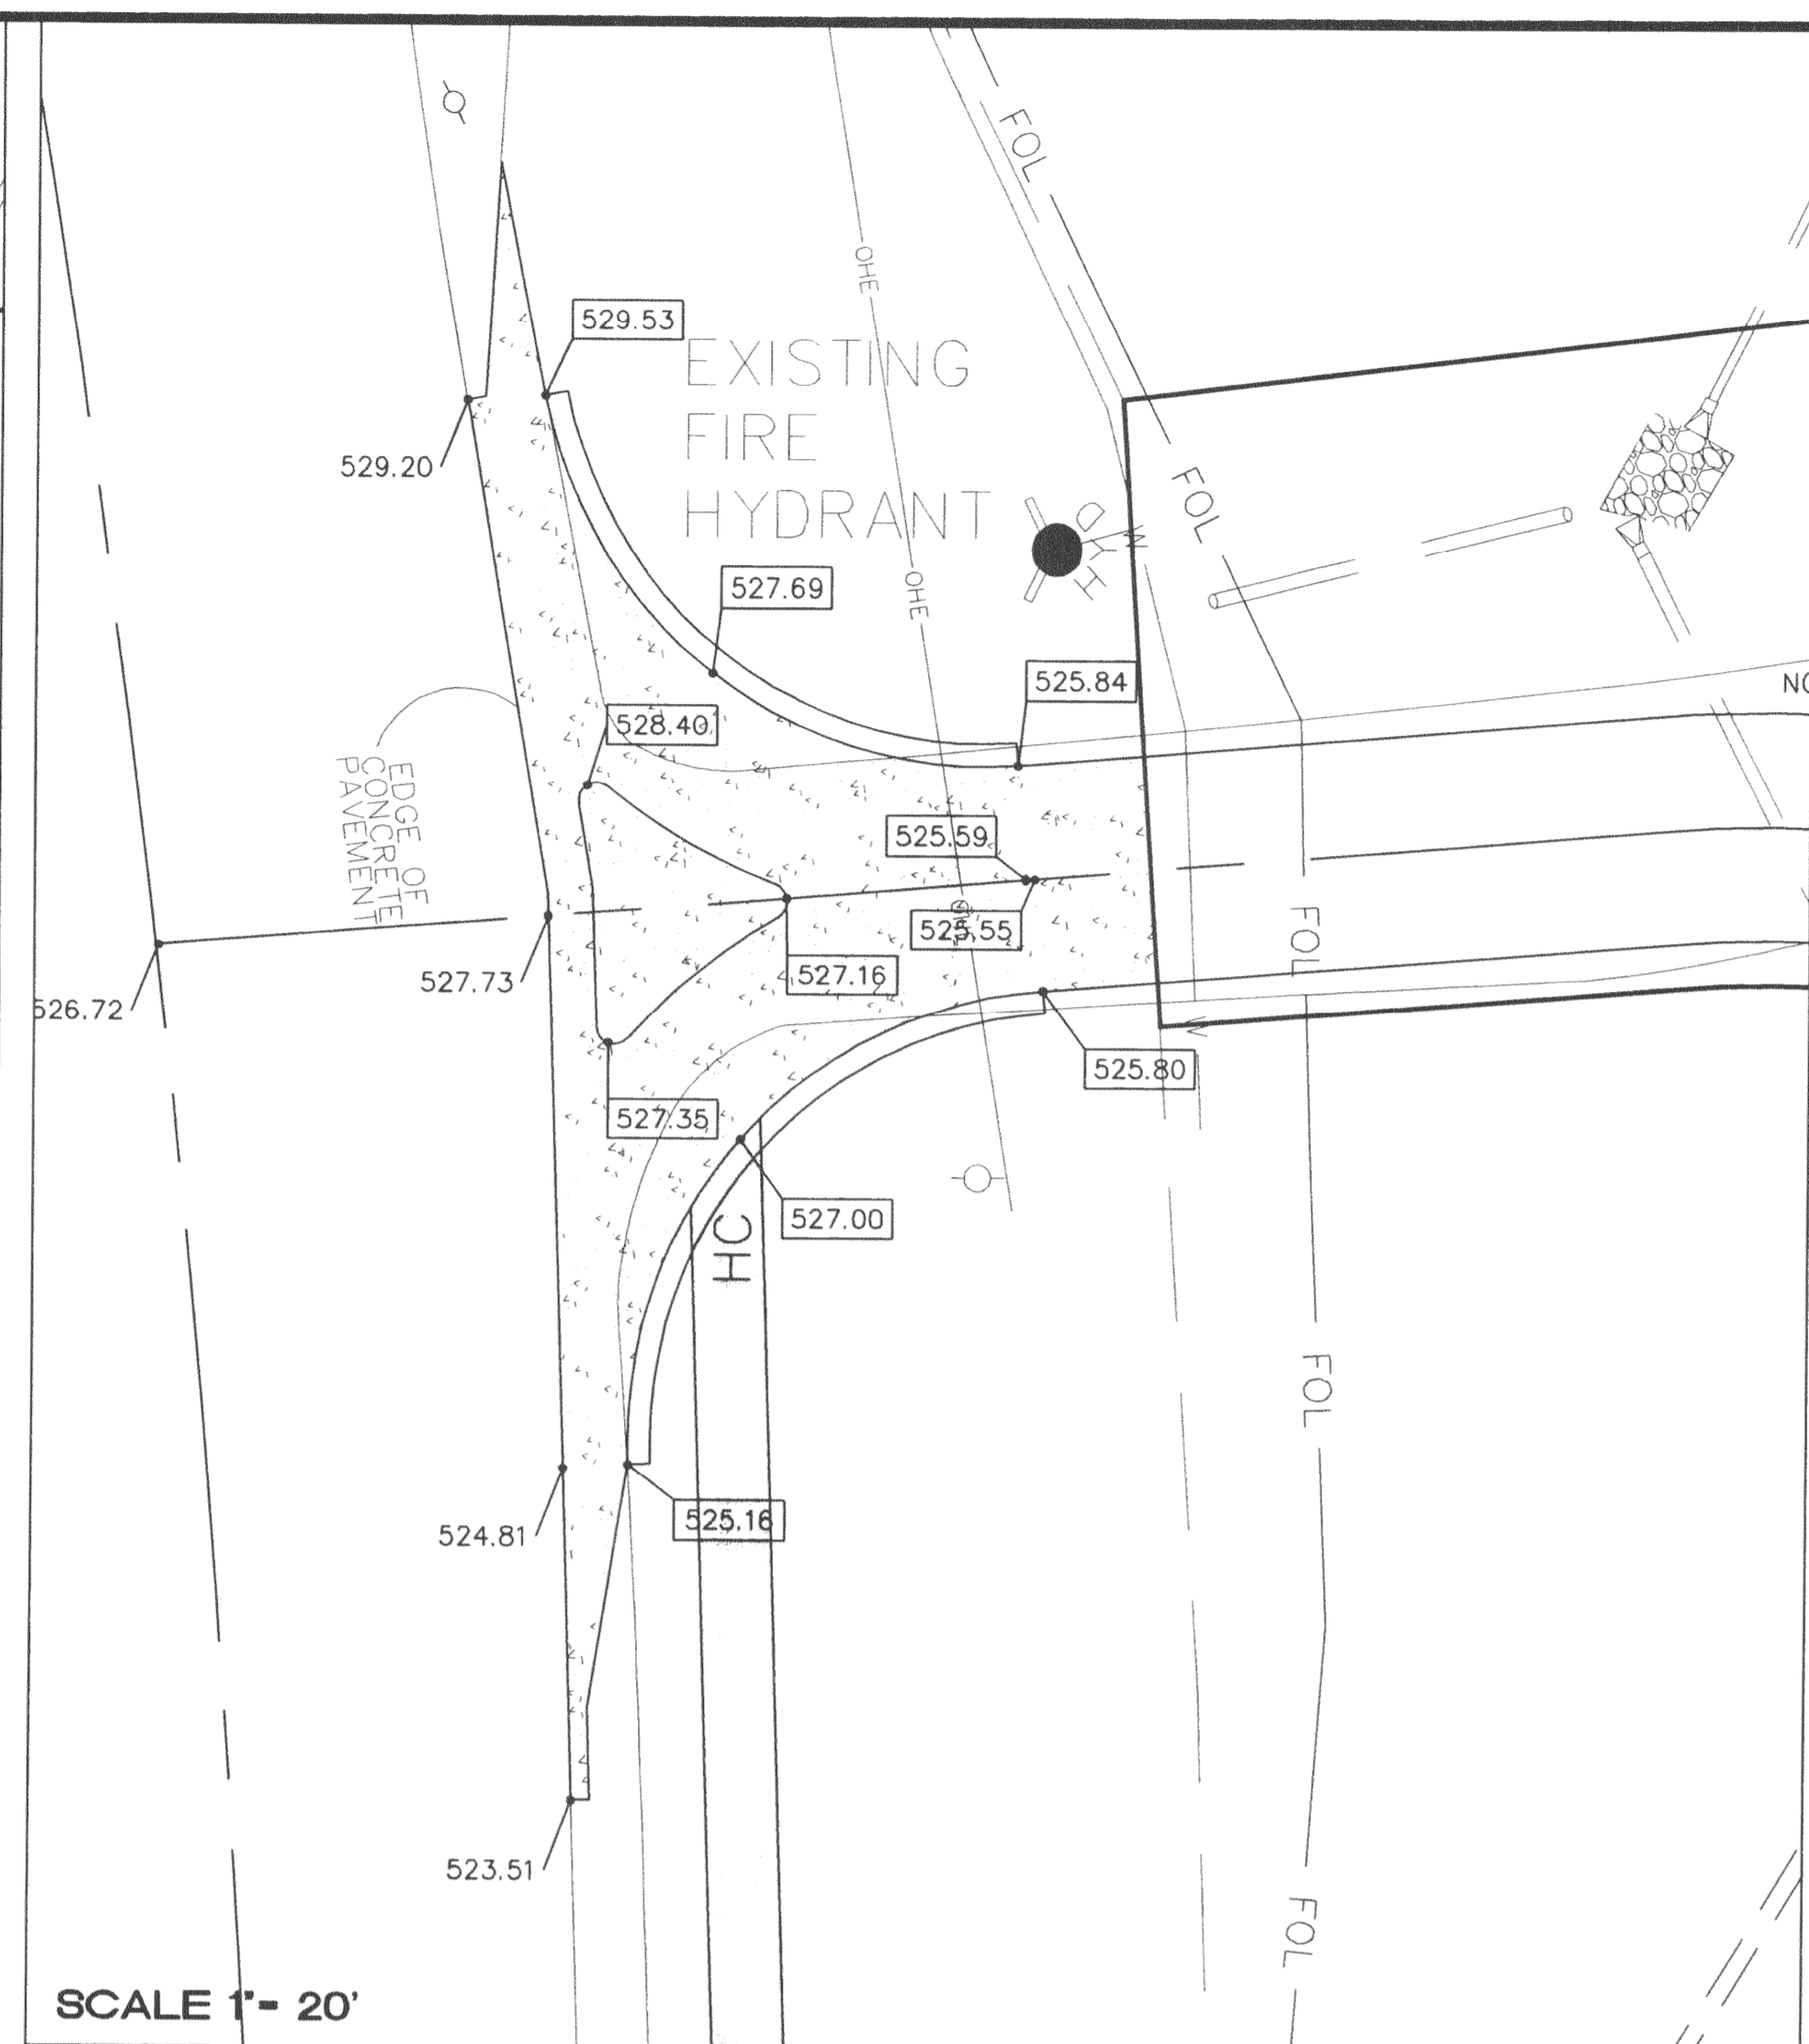 FOL
OHE
529.53
EXISTING
FIRE
HYDRANT
529.20
FOL
HYD
W
OHE
527.69
525.84
528.40
EDGE OF
CONCRETE
PAVEMENT
525.59
525.55
FOL
527.16
527.73
526.72
W
525.80
527.35
527.00
HC
FOL
525.16
524.81
523.51
FOL
SCALE 1"= 20'